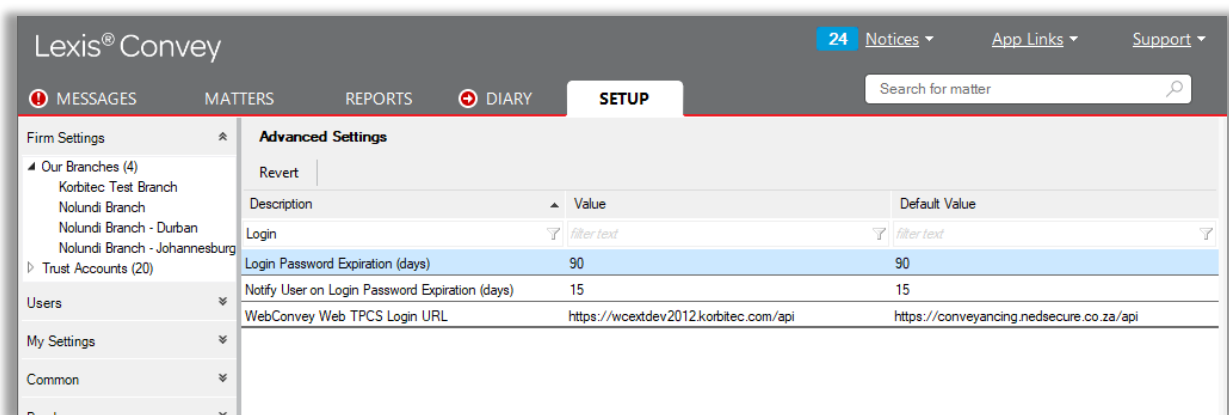 Lexis® Convey
24 Notices App Links Support
MESSAGES MATTERS REPORTS DIARY SETUP Search for matter
Firm Settings
Our Branches (4)
Korbitec Test Branch
Nolundi Branch
Nolundi Branch - Durban
Nolundi Branch - Johannesburg
Trust Accounts (20)
Users
My Settings
Common
Advanced Settings
Revert
Description Value Default Value
Login filter text filter text
Login Password Expiration (days) 90 90
Notify User on Login Password Expiration (days) 15 15
WebConvey Web TPCS Login URL https://wcextdev2012.korbitec.com/api https://conveyancing.nedsecure.co.za/api